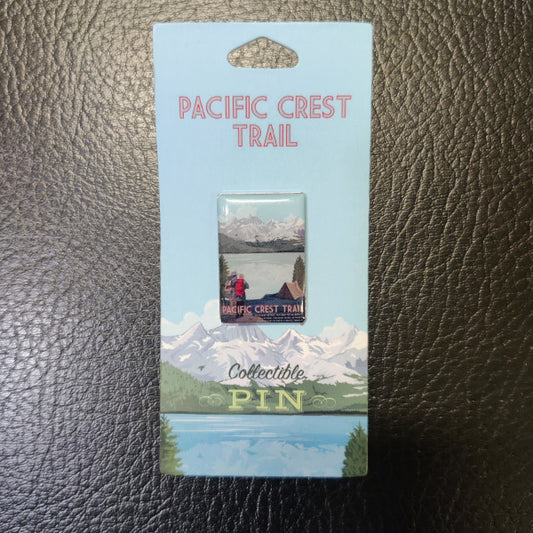 PACIFIC CREST
TRAIL
PACIFIC CREST TRAIL
Collectible
PIN